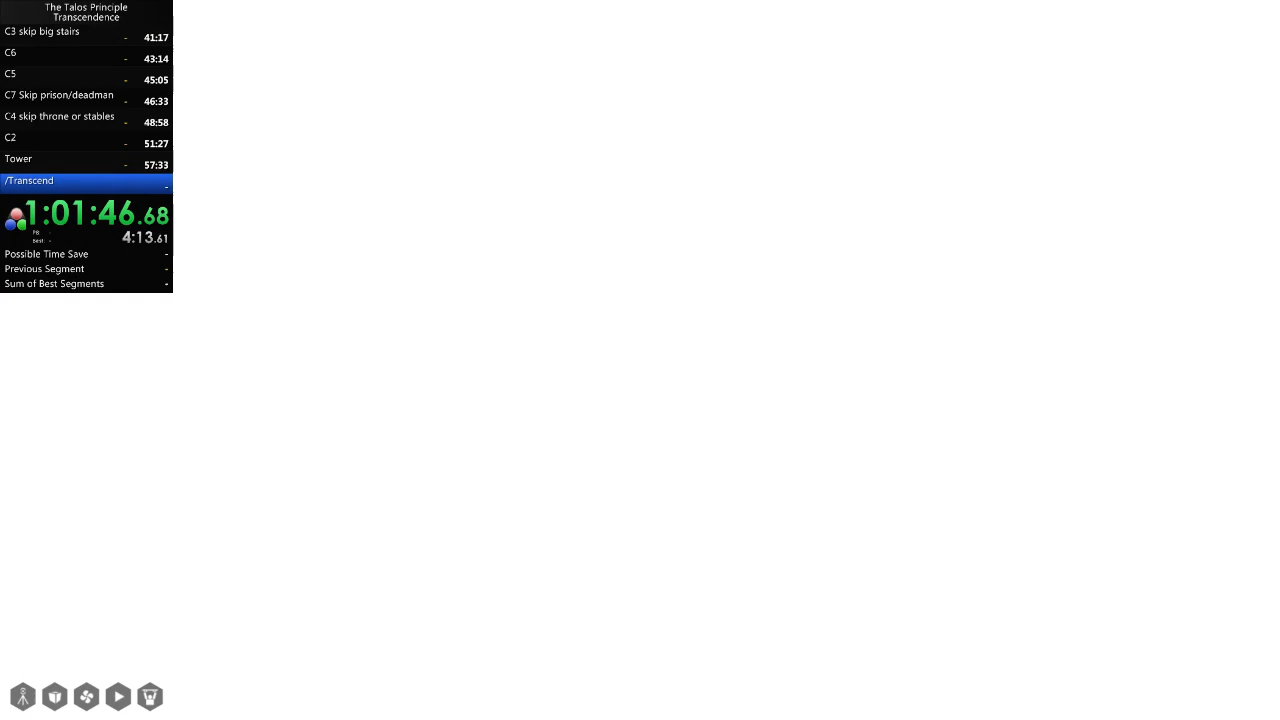 The Talos Principle
Transcendence
C3 skip big stairs - 41:17
C6 - 43:14
C5 - 45:05
C7 Skip prison/deadman - 46:33
C4 skip throne or stables - 48:58
C2 - 51:27
Tower - 57:33
/Transcend -
1:01:46.68
PB: -
Best: -
4:13.61
Possible Time Save -
Previous Segment -
Sum of Best Segments -